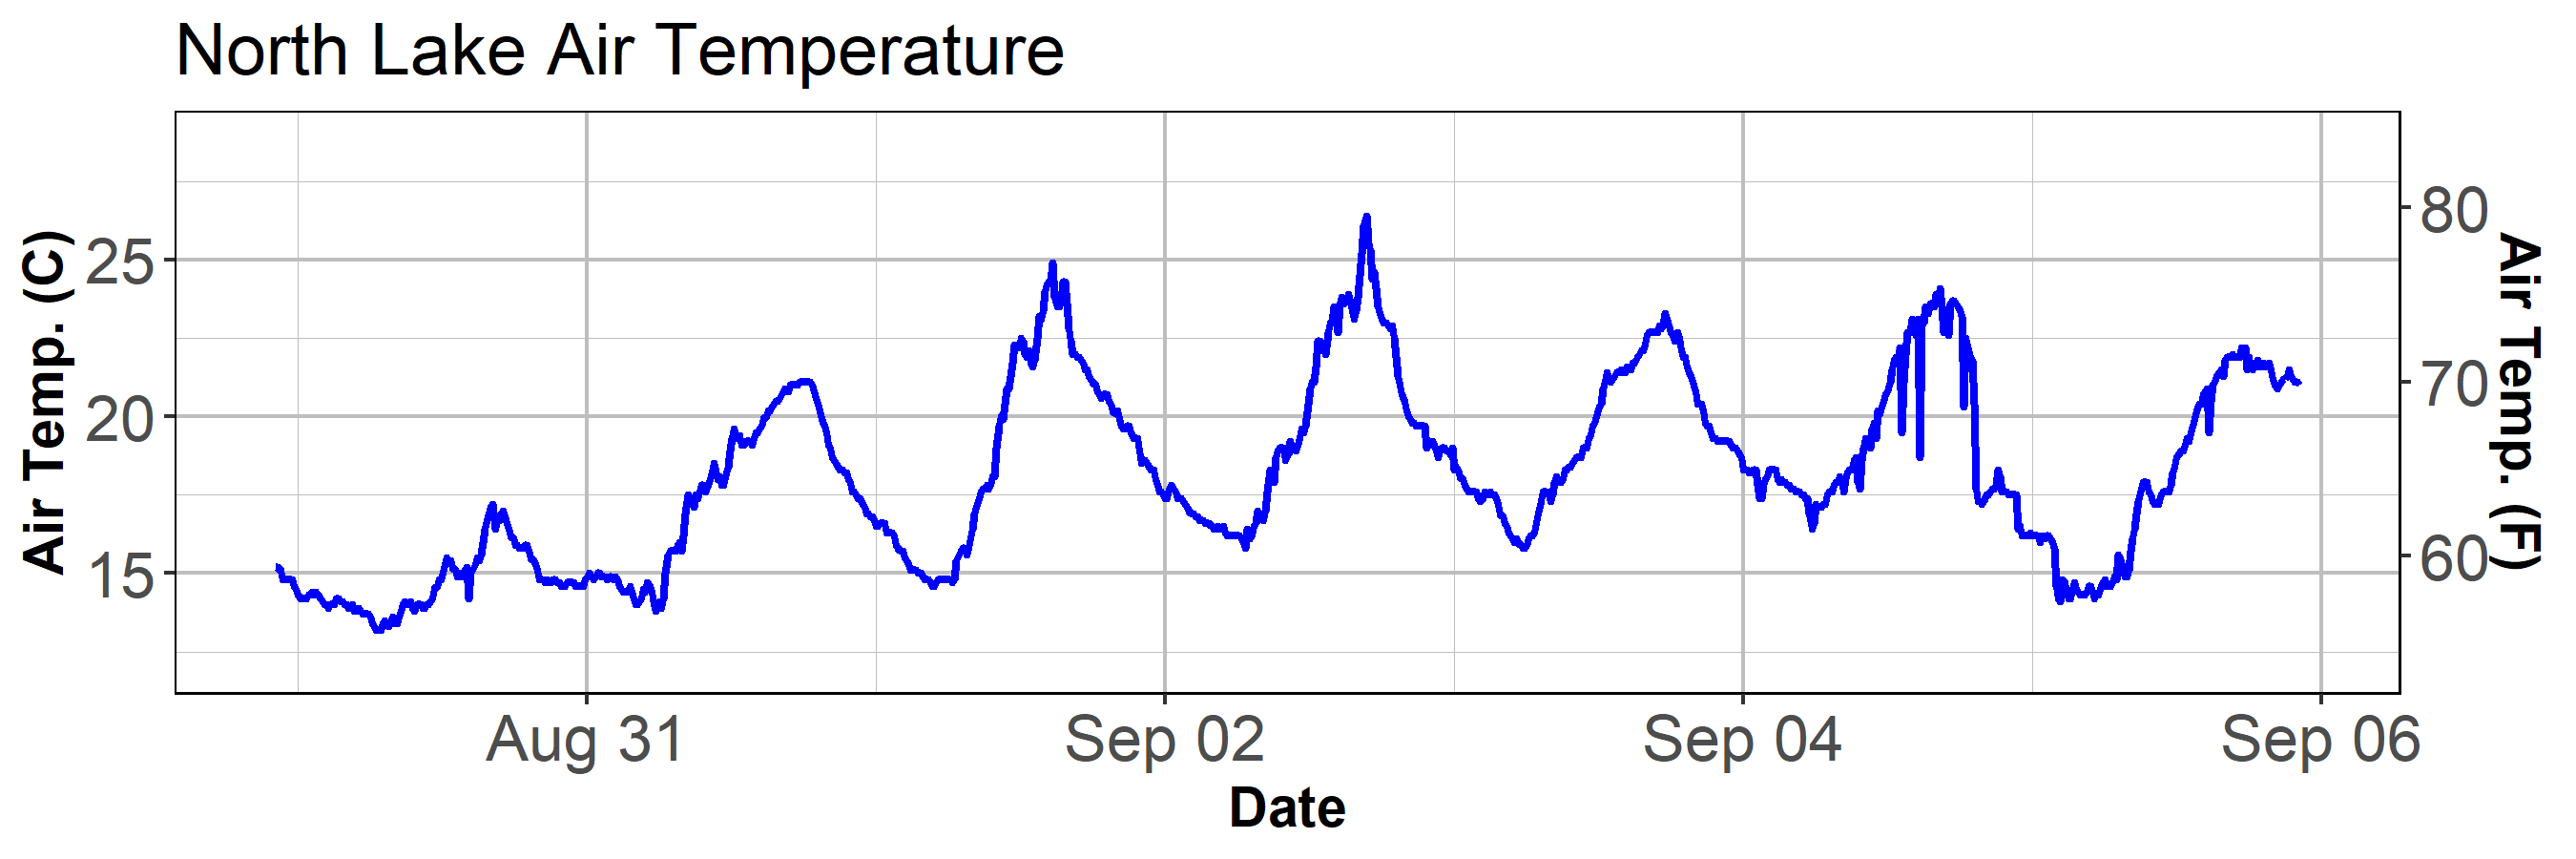 North Lake Air Temperature
Air Temp. (C)
25
20
15
80
70
60
Air Temp. (F)
Aug 31 Sep 02 Sep 04 Sep 06
Date